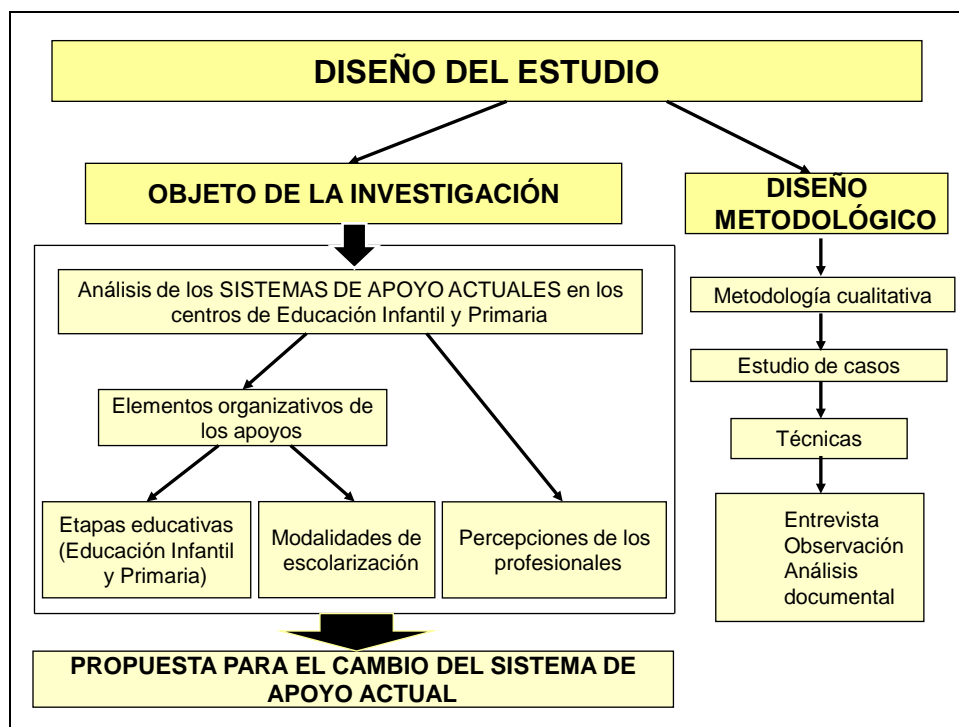 DISEÑO DEL ESTUDIO
OBJETO DE LA INVESTIGACIÓN
DISEÑO
METODOLÓGICO
Análisis de los SISTEMAS DE APOYO ACTUALES en los
centros de Educación Infantil y Primaria
Metodología cualitativa
Estudio de casos
Elementos organizativos de
los apoyos
Técnicas
Etapas educativas
(Educación Infantil
y Primaria)
Modalidades de
escolarización
Percepciones de los
profesionales
Entrevista
Observación
Análisis
documental
PROPUESTA PARA EL CAMBIO DEL SISTEMA DE
APOYO ACTUAL